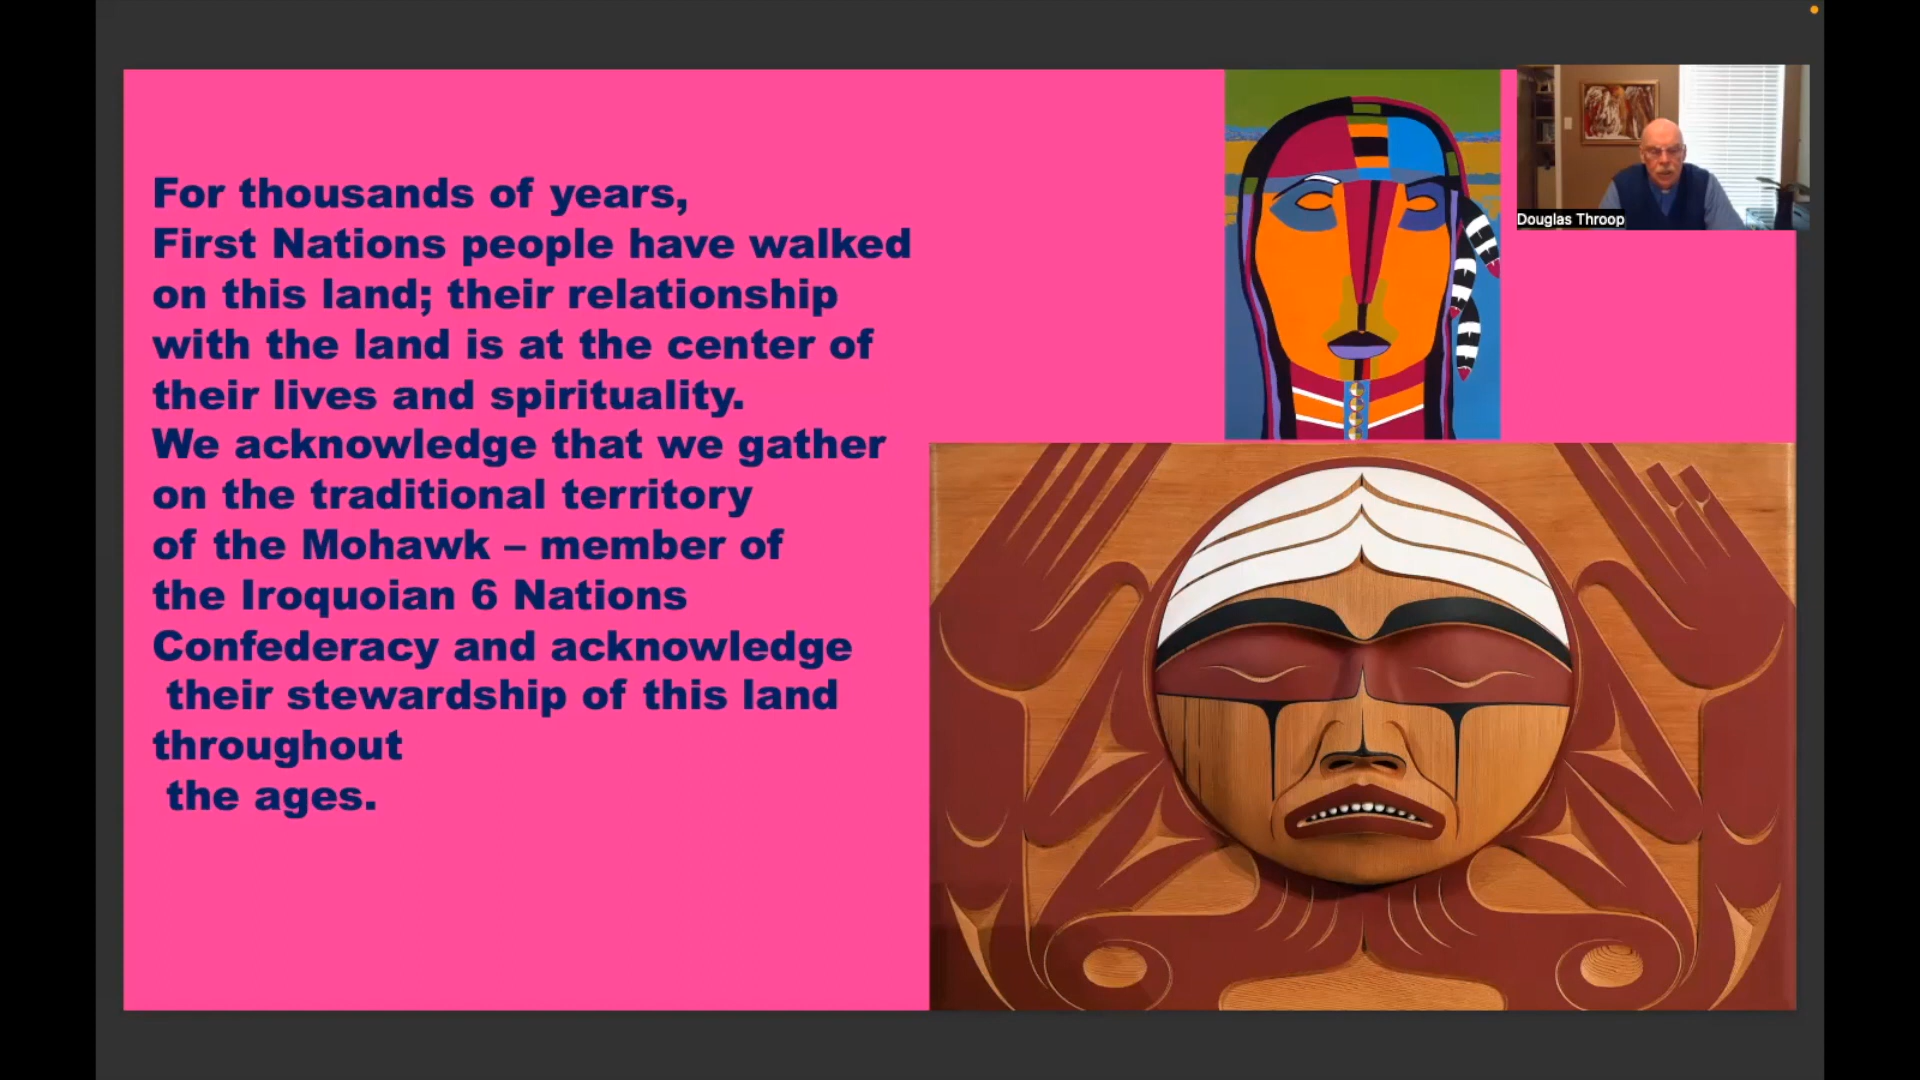 For thousands of years,
First Nations people have walked
on this land; their relationship
with the land is at the center of
their lives and spirituality.
We acknowledge that we gather
on the traditional territory
of the Mohawk – member of
the Iroquoian 6 Nations
Confederacy and acknowledge
their stewardship of this land
throughout
the ages.
Douglas Throop